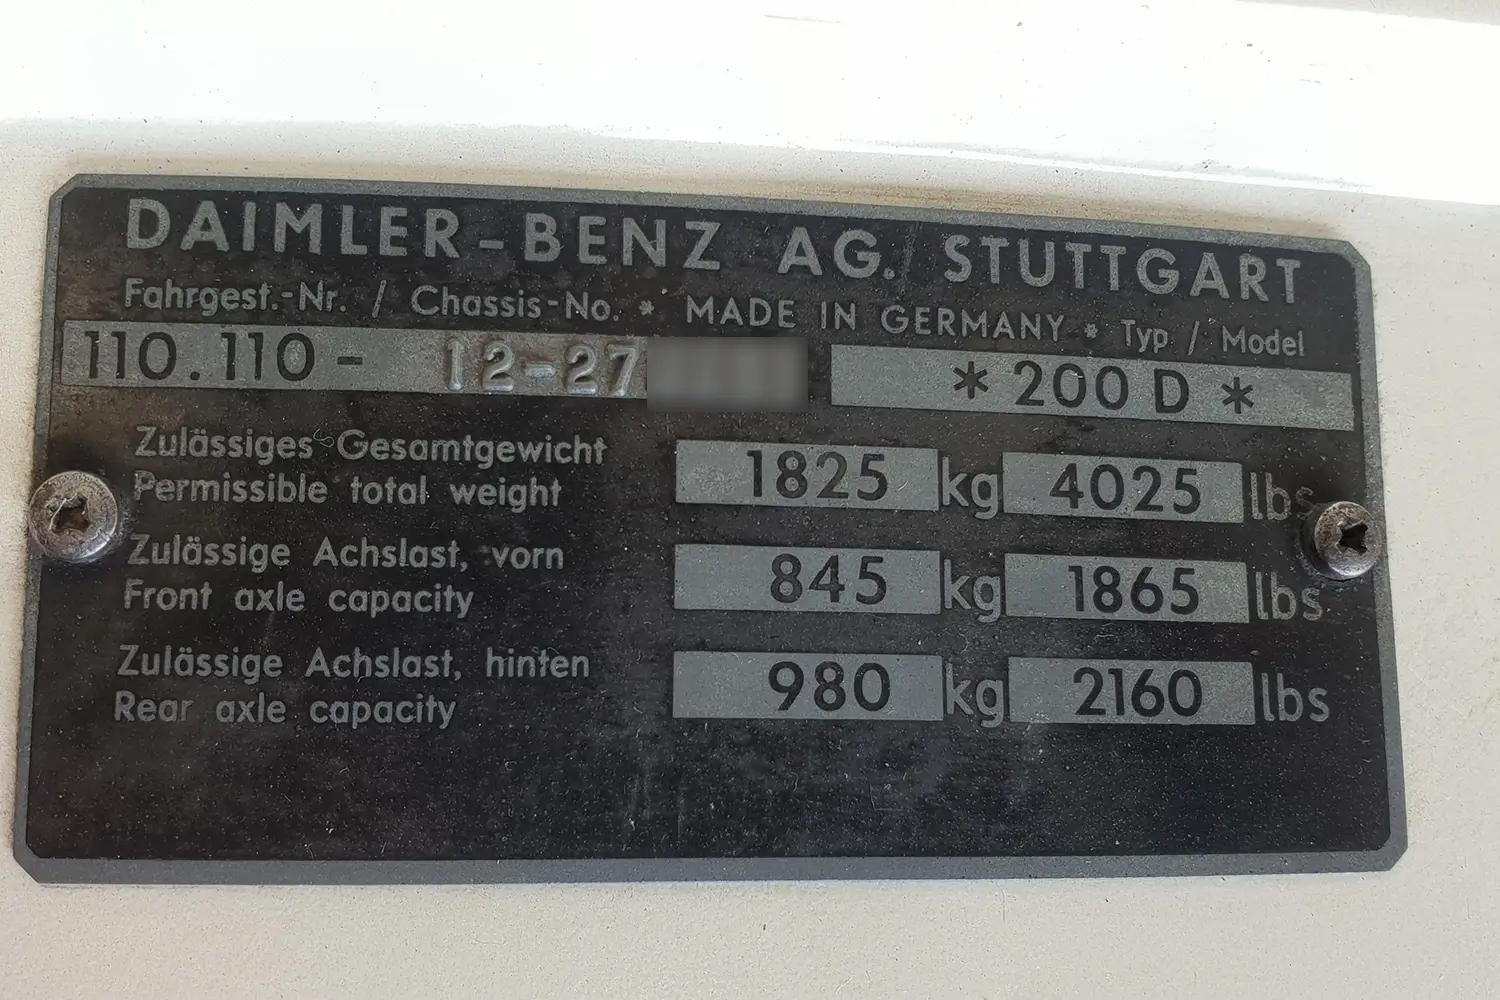 DAIMLER-BENZ AG. STUTTGART
Fahrgest.-Nr. / Chassis-No. * MADE IN GERMANY * Typ / Model
110.110- 12-27 * 200 D *
Zulässiges Gesamtgewicht
Permissible total weight 1825 kg 4025 lbs
Zulässige Achslast, vorn
Front axle capacity 845 kg 1865 lbs
Zulässige Achslast, hinten
Rear axle capacity 980 kg 2160 lbs